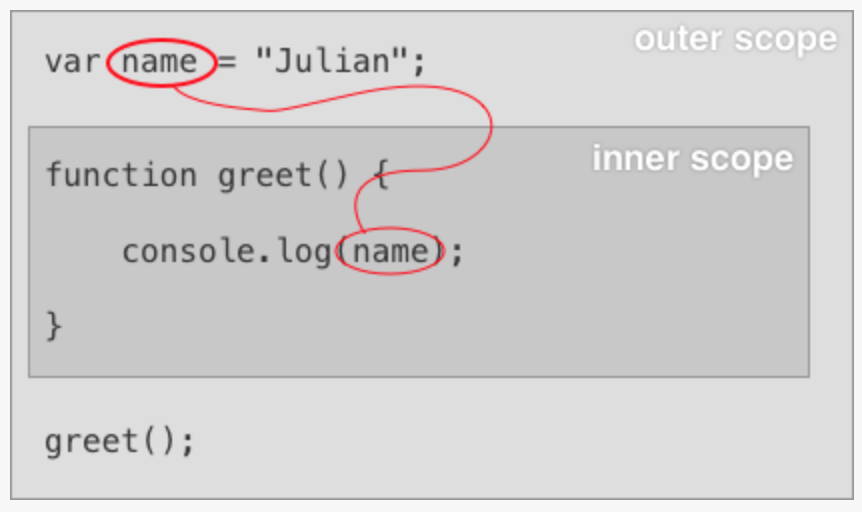 outer scope
var name = "Julian";
inner scope
function greet() {
    console.log(name);
}
greet();